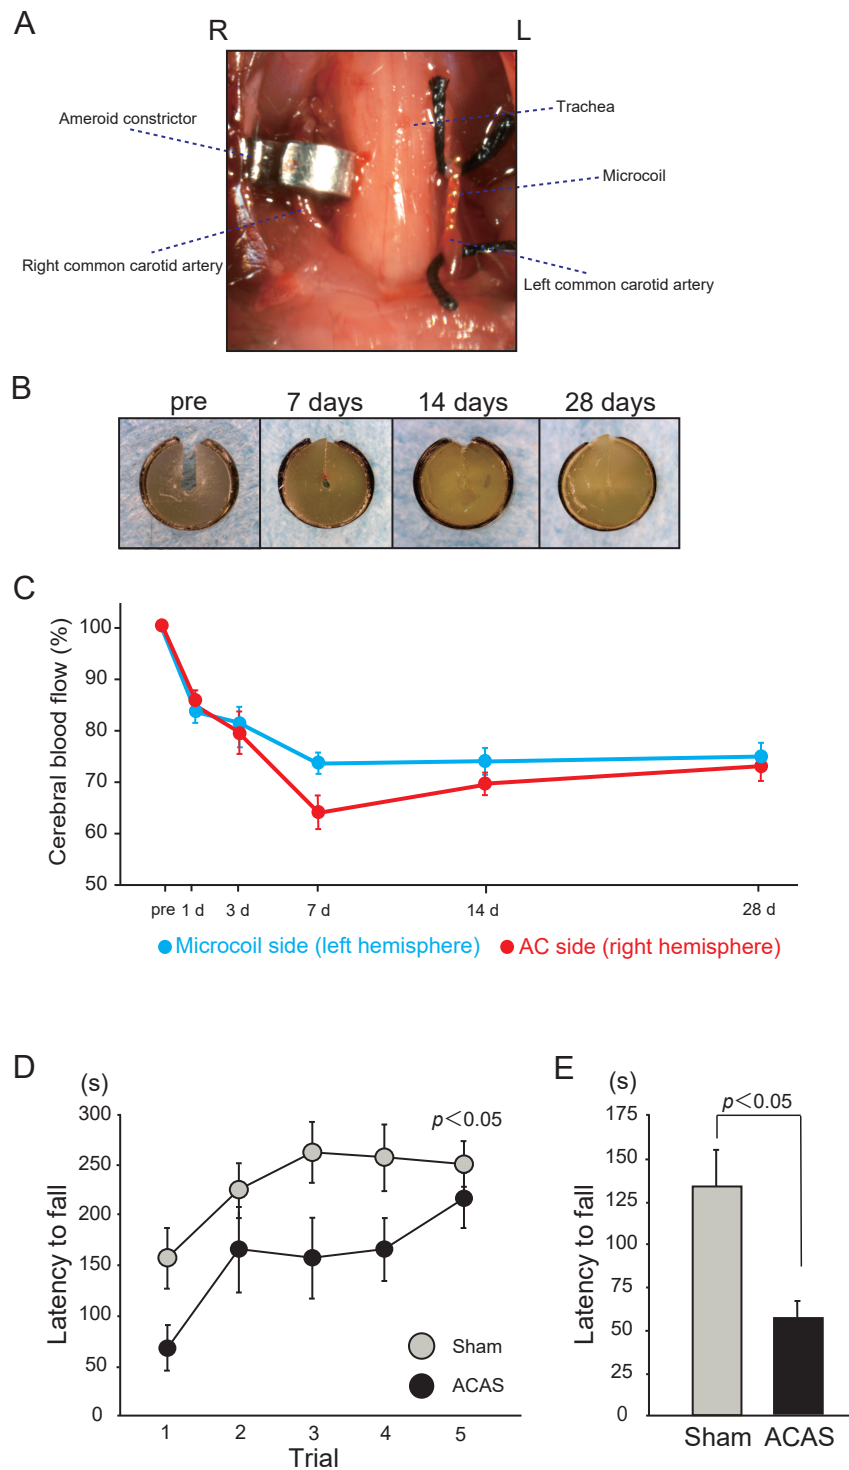 A
R L
Ameroid constrictor
Trachea
Microcoil
Right common carotid artery
Left common carotid artery
B
pre 7 days 14 days 28 days
C
Cerebral blood flow (%)
100
90
80
70
60
50
pre 1 d 3 d 7 d 14 d 28 d
Microcoil side (left hemisphere) AC side (right hemisphere)
D
(s)
Latency to fall
300
250
200
150
100
50
0
p<0.05
Sham
ACAS
1 2 3 4 5
Trial
E
(s)
Latency to fall
175
150
125
100
75
50
25
0
p<0.05
Sham ACAS